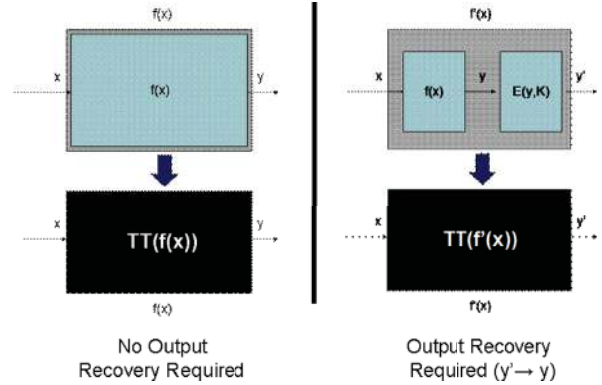 f(x)
x
f(x)
y
TT(f(x))
x
y
f(x)
No Output
Recovery Required
f'(x)
x
f(x)
y
E(y,K)
y'
x
TT(f'(x))
y'
f'(x)
Output Recovery
Required (y'→ y)